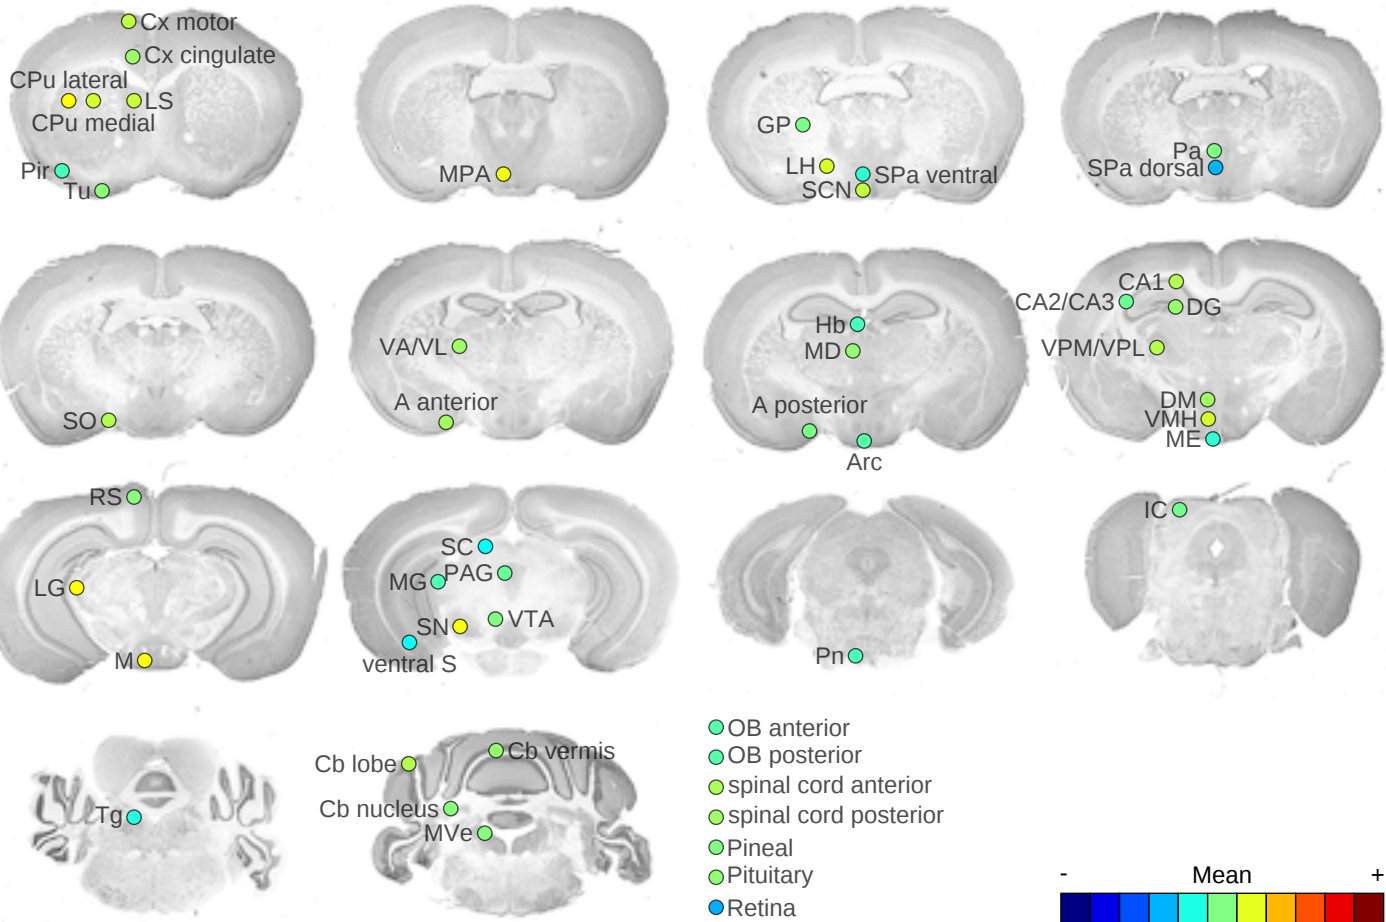 Cx motor
Cx cingulate
CPu lateral
LS
CPu medial
Pir
Tu
MPA
GP
LH
SPa ventral
SCN
Pa
SPa dorsal
SO
VA/VL
A anterior
Hb
MD
A posterior
Arc
CA1
CA2/CA3
DG
VPM/VPL
DM
VMH
ME
RS
LG
M
SC
MG
PAG
SN
VTA
ventral S
Pn
IC
Tg
Cb lobe
Cb vermis
Cb nucleus
MVe
OB anterior
OB posterior
spinal cord anterior
spinal cord posterior
Pineal
Pituitary
Retina
- Mean +